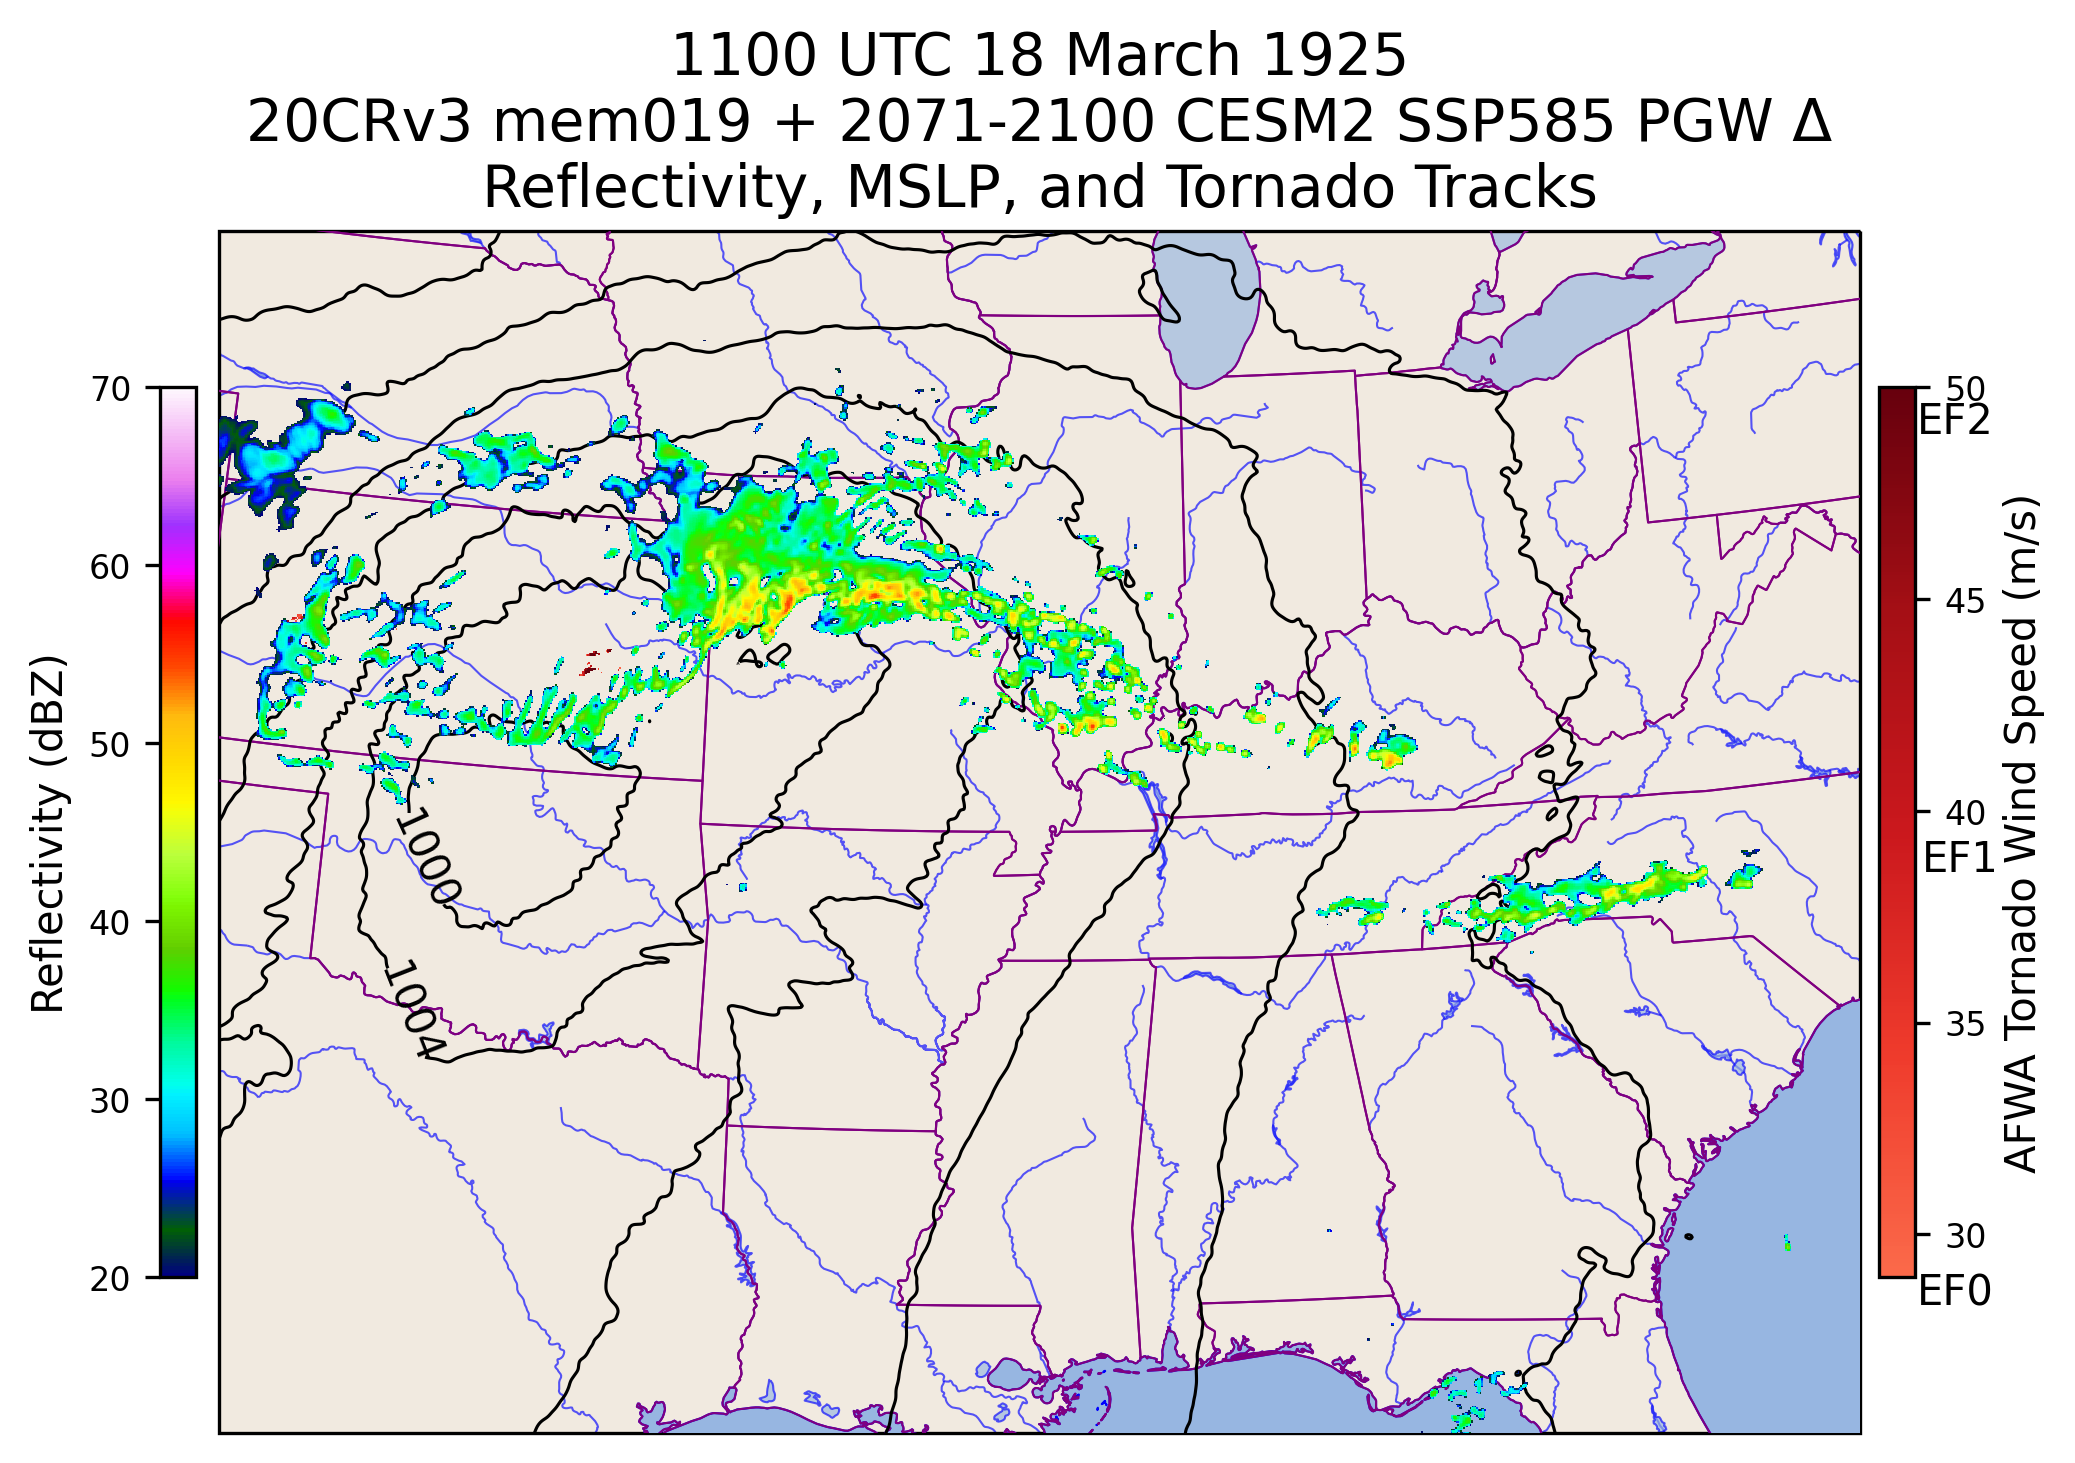 1100 UTC 18 March 1925
20CRv3 mem019 + 2071-2100 CESM2 SSP585 PGW Δ
Reflectivity, MSLP, and Tornado Tracks
Reflectivity (dBZ)
70
60
50
40
30
20
1000
1004
50
EF2
45
40
EF1
35
30
EF0
AFWA Tornado Wind Speed (m/s)